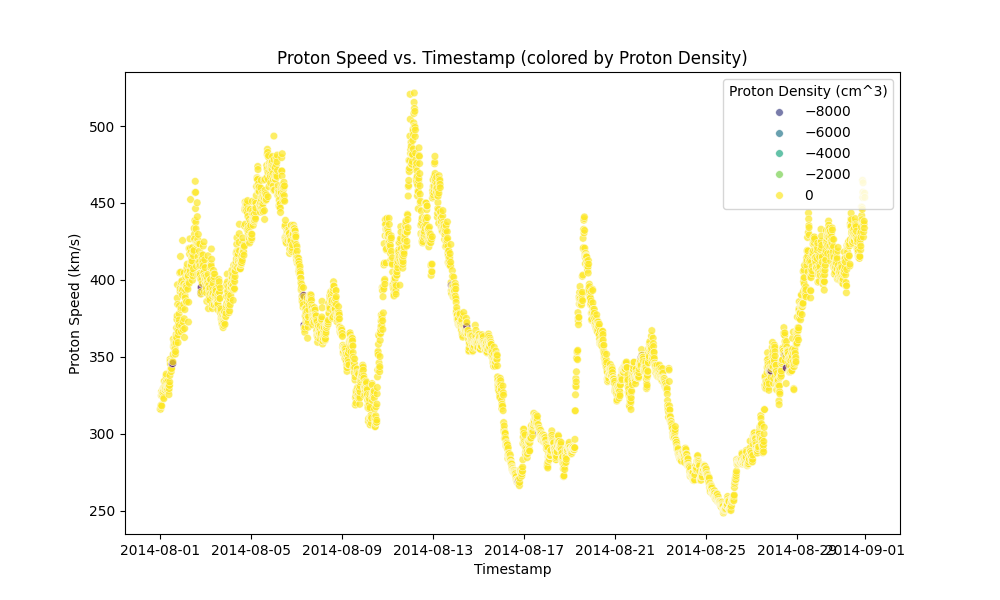 Proton Speed vs. Timestamp (colored by Proton Density)
Proton Density (cm^3)
−8000
−6000
−4000
−2000
0
500
450
400
350
300
250
Proton Speed (km/s)
2014-08-01 2014-08-05 2014-08-09 2014-08-13 2014-08-17 2014-08-21 2014-08-25 2014-08-29 2014-09-01
Timestamp